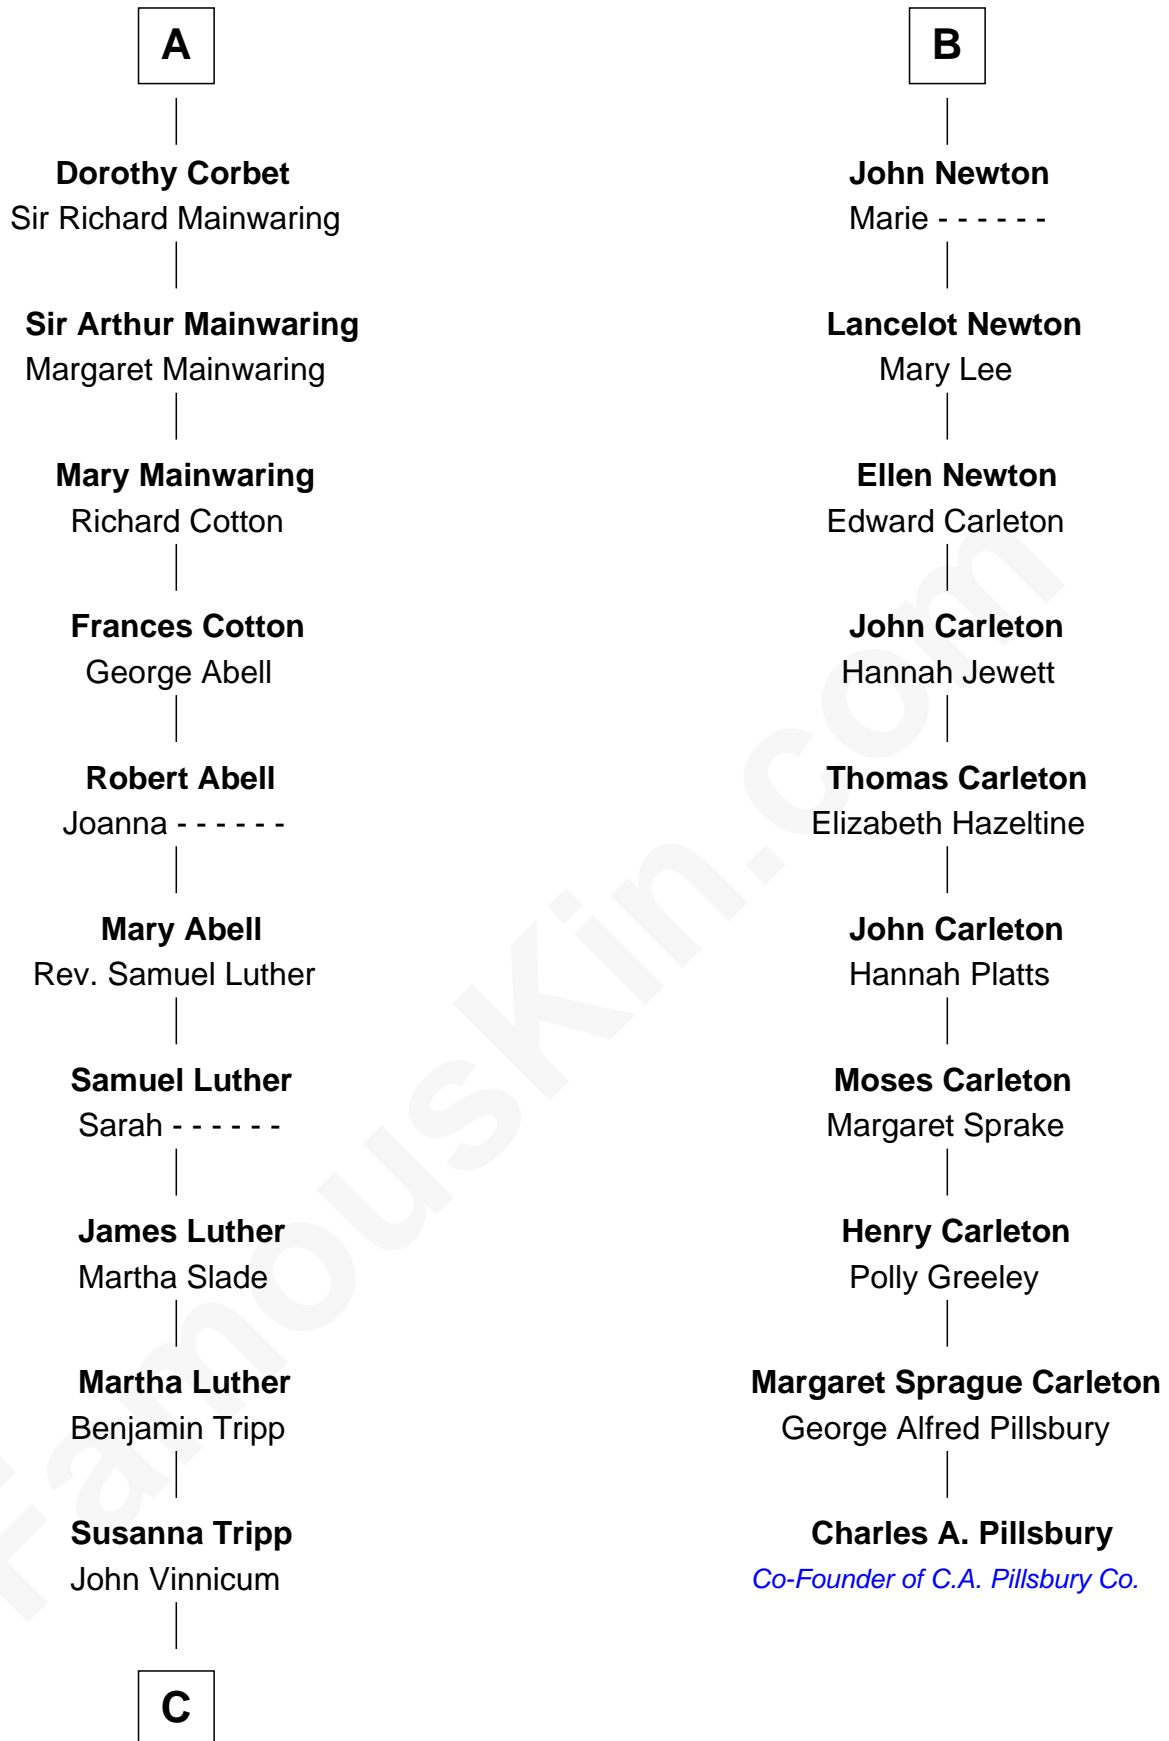 A
Dorothy Corbet
Sir Richard Mainwaring
Sir Arthur Mainwaring
Margaret Mainwaring
Mary Mainwaring
Richard Cotton
Frances Cotton
George Abell
Robert Abell
Joanna - - - - - -
Mary Abell
Rev. Samuel Luther
Samuel Luther
Sarah - - - - - -
James Luther
Martha Slade
Martha Luther
Benjamin Tripp
Susanna Tripp
John Vinnicum
C
B
John Newton
Marie - - - - - -
Lancelot Newton
Mary Lee
Ellen Newton
Edward Carleton
John Carleton
Hannah Jewett
Thomas Carleton
Elizabeth Hazeltine
John Carleton
Hannah Platts
Moses Carleton
Margaret Sprake
Henry Carleton
Polly Greeley
Margaret Sprague Carleton
George Alfred Pillsbury
Charles A. Pillsbury
Co-Founder of C.A. Pillsbury Co.
FamousKin.com